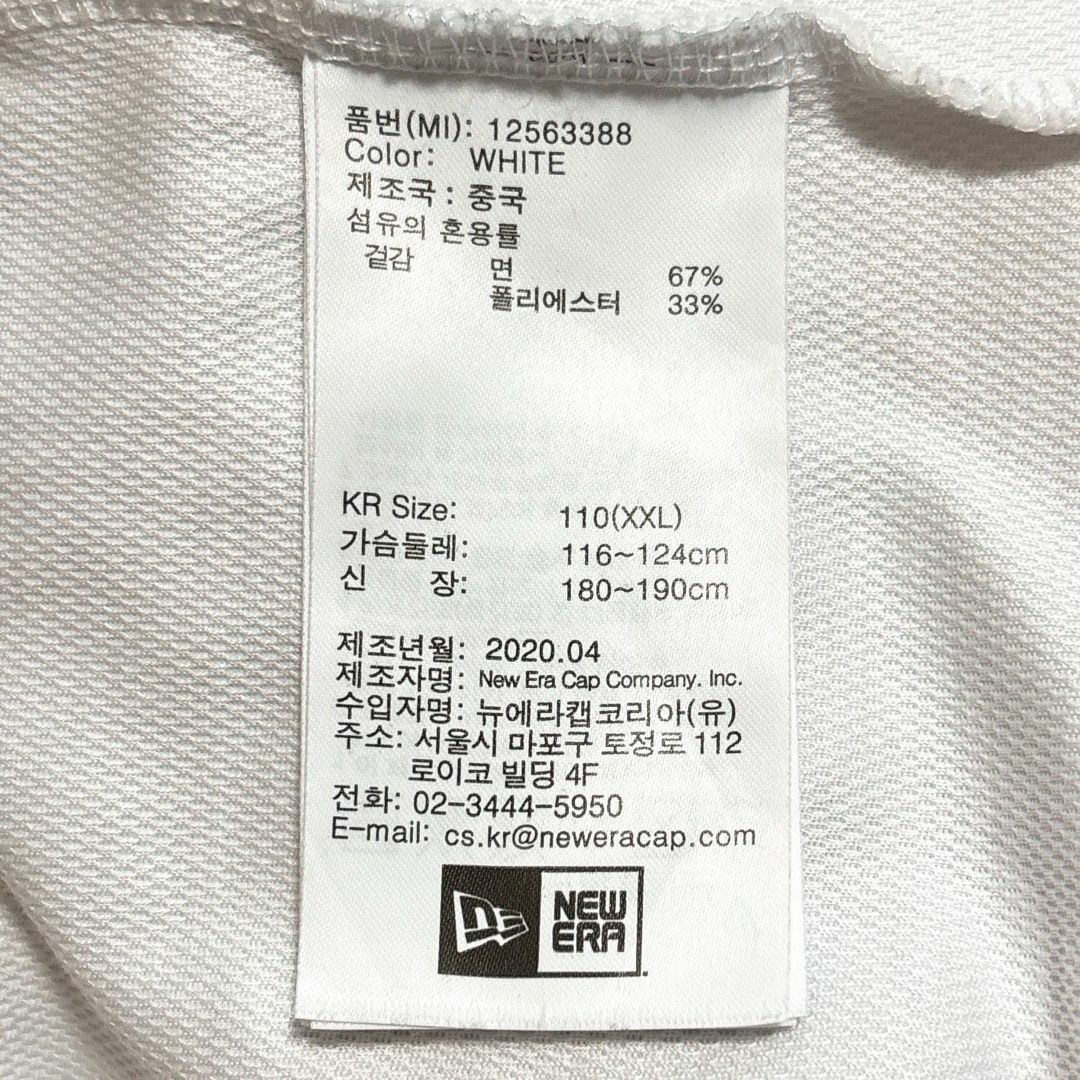 품번(MI): 12563388
Color: WHITE
제조국 : 중국
섬유의 혼용률
겉감 면 67%
폴리에스터 33%
KR Size: 110(XXL)
가슴둘레: 116~124cm
신 장: 180~190cm
제조년월: 2020.04
제조자명: New Era Cap Company. Inc.
수입자명: 뉴에라캡코리아(유)
주소: 서울시 마포구 토정로 112
로이코 빌딩 4F
전화: 02-3444-5950
E-mail: cs.kr@neweracap.com
NEW
ERA